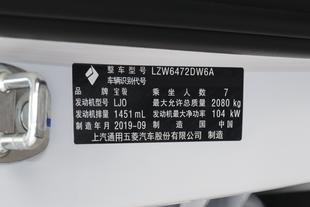 整车型号 LZW6472DW6A
车辆识别代号
品牌 宝骏 乘坐人数 7
发动机型号 LJO 最大允许总质量 2080 kg
发动机排量 1451 mL 发动机最大净功率 104 kW
制造年月 2019-09 制造国 中国
上汽通用五菱汽车股份有限公司制造